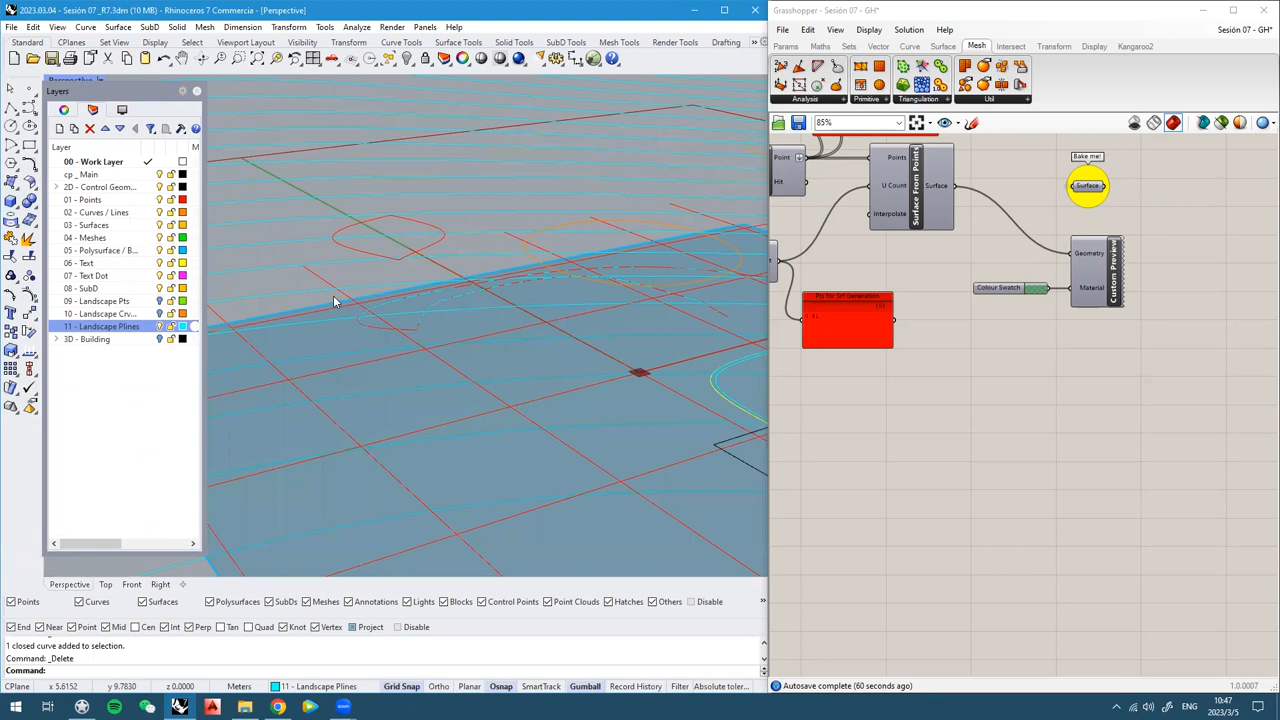 2023.03.04 - Sesión 07 _R7.3dm (10 MB) - Rhinoceros 7 Commercia - [Perspective]
File Edit View Curve Surface SubD Solid Mesh Dimension Transform Tools Analyze Render Panels Help
Standard CPlanes Set View Display Select Viewport Layout Visibility Transform Curve Tools Surface Tools Solid Tools SubD Tools Mesh Tools Render Tools Drafting
Perspective
Layers
Layer M
00 - Work Layer
cp _ Main
2D - Control Geom...
01 - Points
02 - Curves / Lines
03 - Surfaces
04 - Meshes
05 - Polysurface / B...
06 - Text
07 - Text Dot
08 - SubD
09 - Landscape Pts
10 - Landscape Crv...
11 - Landscape Plines
3D - Building
Perspective Top Front Right
Points Curves Surfaces Polysurfaces SubDs Meshes Annotations Lights Blocks Control Points Point Clouds Hatches Others Disable
End Near Point Mid Cen Int Perp Tan Quad Knot Vertex Project Disable
1 closed curve added to selection.
Command: _Delete
Command:
CPlane x 5.6152 y 9.7830 z 0.0000 Meters 11 - Landscape Plines Grid Snap Ortho Planar Osnap SmartTrack Gumball Record History Filter Absolute toler...
Grasshopper - Sesión 07 - GH*
File Edit View Display Solution Help Sesión 07 - GH*
Params Maths Sets Vector Curve Surface Mesh Intersect Transform Display Kangaroo2
Analysis Primitive Triangulation Util
85%
Point
Hit
Points
U Count
Interpolate
Surface From Points
Surface
Bake me!
Surface
Geometry
Material
Custom Preview
Colour Swatch
Pts for Srf Generation
Autosave complete (60 seconds ago)
1.0.0007
ENG
10:47
2023/3/5